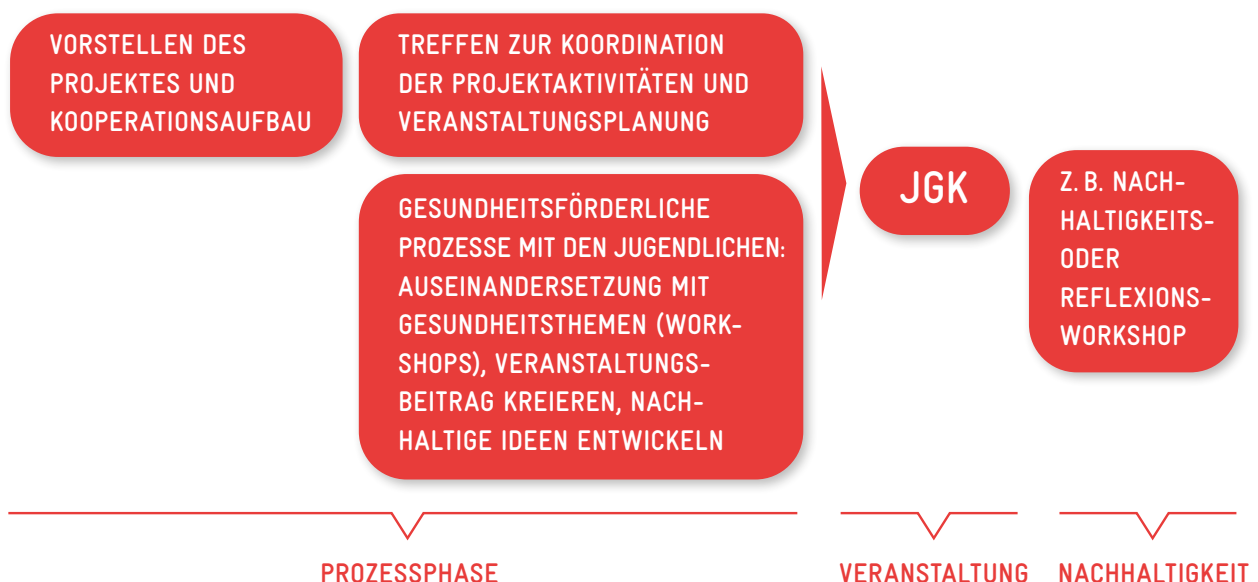 VORSTELLEN DES
PROJEKTES UND
KOOPERATIONSAUFBAU
TREFFEN ZUR KOORDINATION
DER PROJEKTAKTIVITÄTEN UND
VERANSTALTUNGSPLANUNG
GESUNDHEITSFÖRDERLICHE
PROZESSE MIT DEN JUGENDLICHEN:
AUSEINANDERSETZUNG MIT
GESUNDHEITSTHEMEN (WORK-
SHOPS), VERANSTALTUNGS-
BEITRAG KREIEREN, NACH-
HALTIGE IDEEN ENTWICKELN
JGK
Z. B. NACH-
HALTIGKEITS-
ODER
REFLEXIONS-
WORKSHOP
PROZESSPHASE
VERANSTALTUNG
NACHHALTIGKEIT